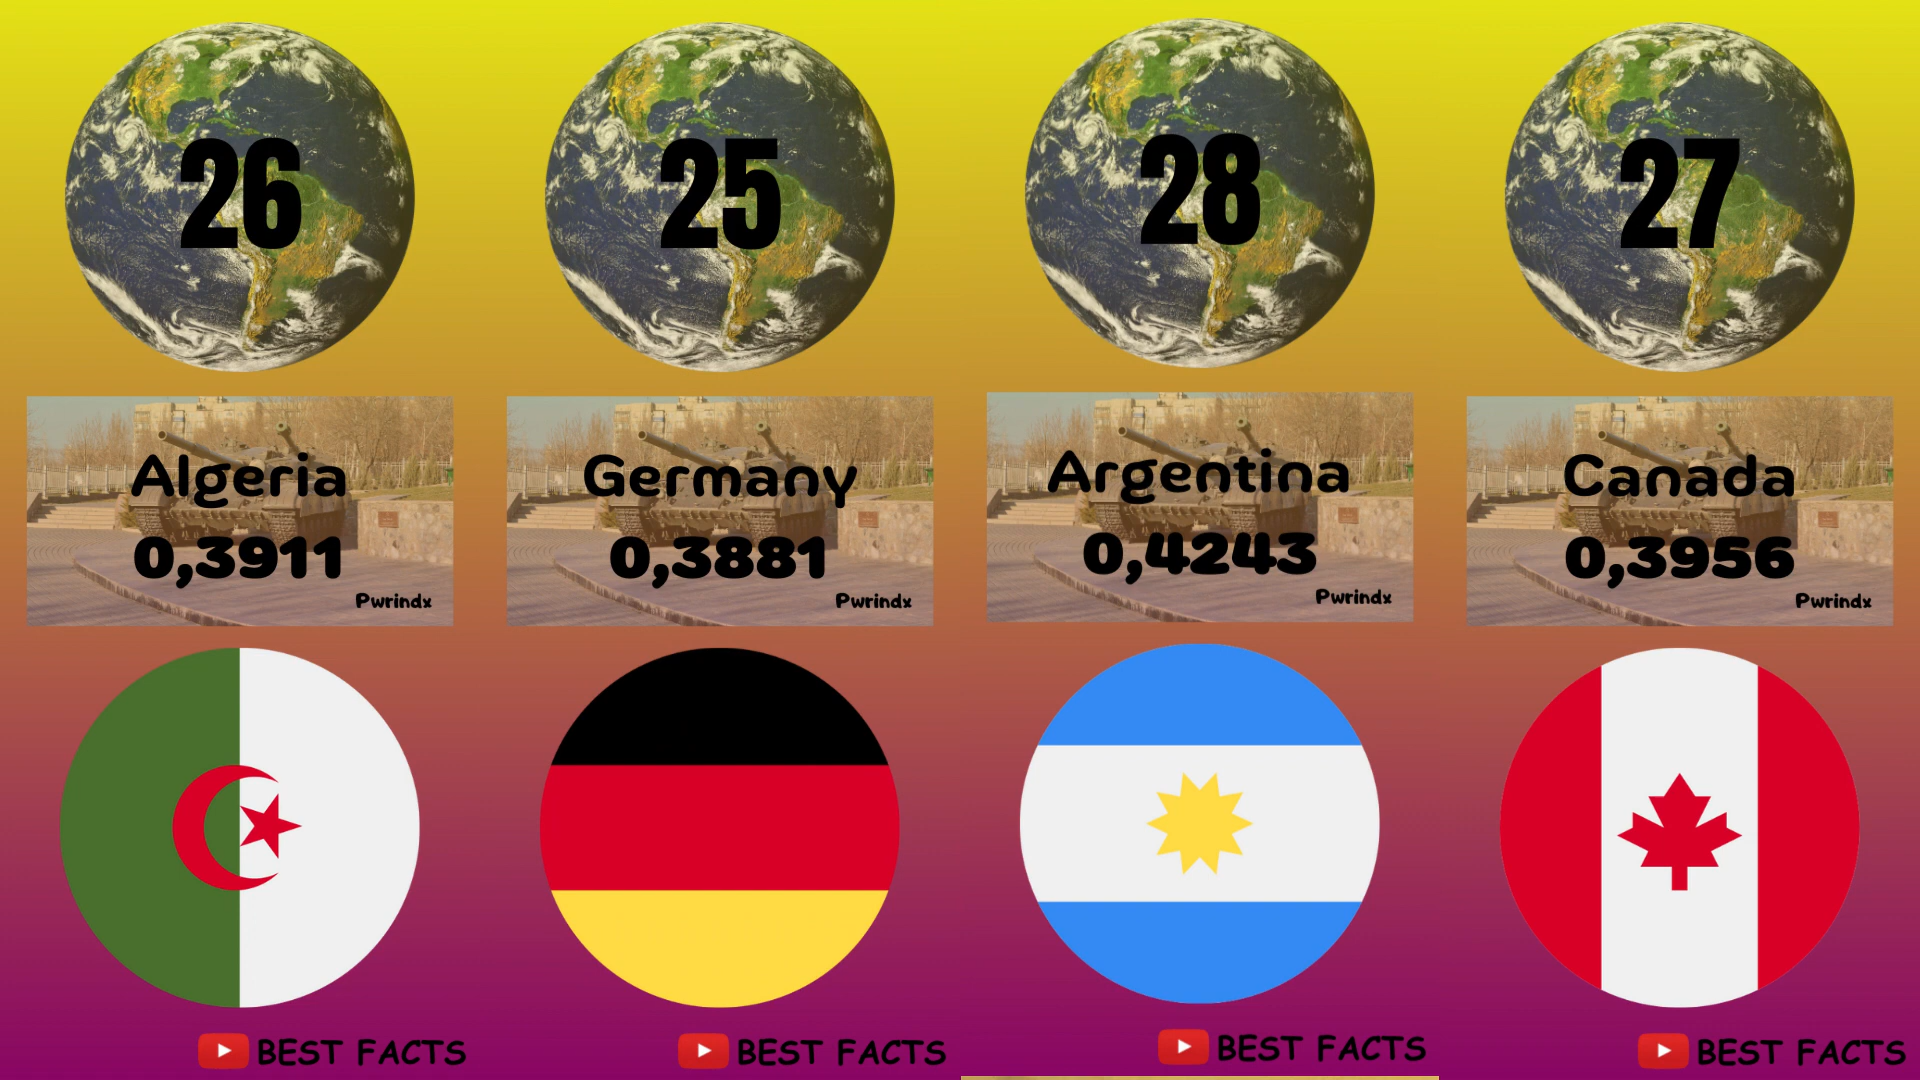 26
Algeria
0,3911
Pwrindx
BEST FACTS
25
Germany
0,3881
Pwrindx
BEST FACTS
28
Argentina
0,4243
Pwrindx
BEST FACTS
27
Canada
0,3956
Pwrindx
BEST FACTS